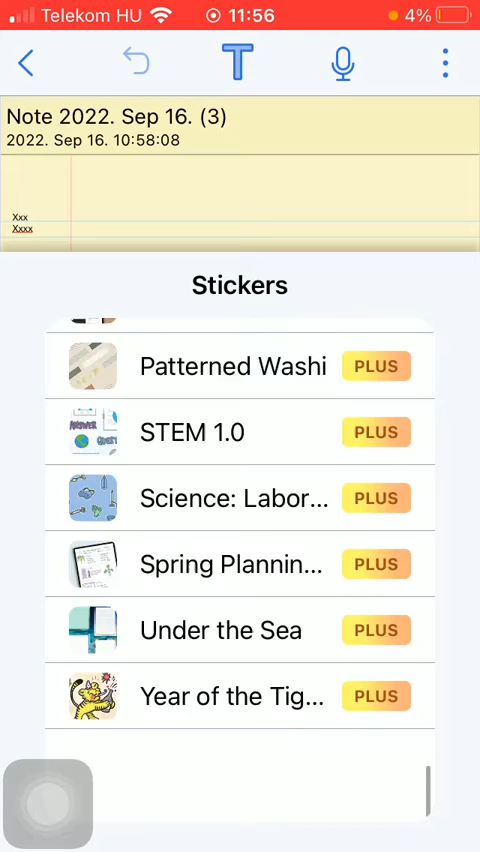 Telekom HU 11:56 4%
T
Note 2022. Sep 16. (3)
2022. Sep 16. 10:58:08
Xxx
Xxxx
Stickers
Patterned Washi PLUS
ANSWER
STEM 1.0 PLUS
Science: Labor... PLUS
Spring Plannin... PLUS
Under the Sea PLUS
Year of the Tig... PLUS